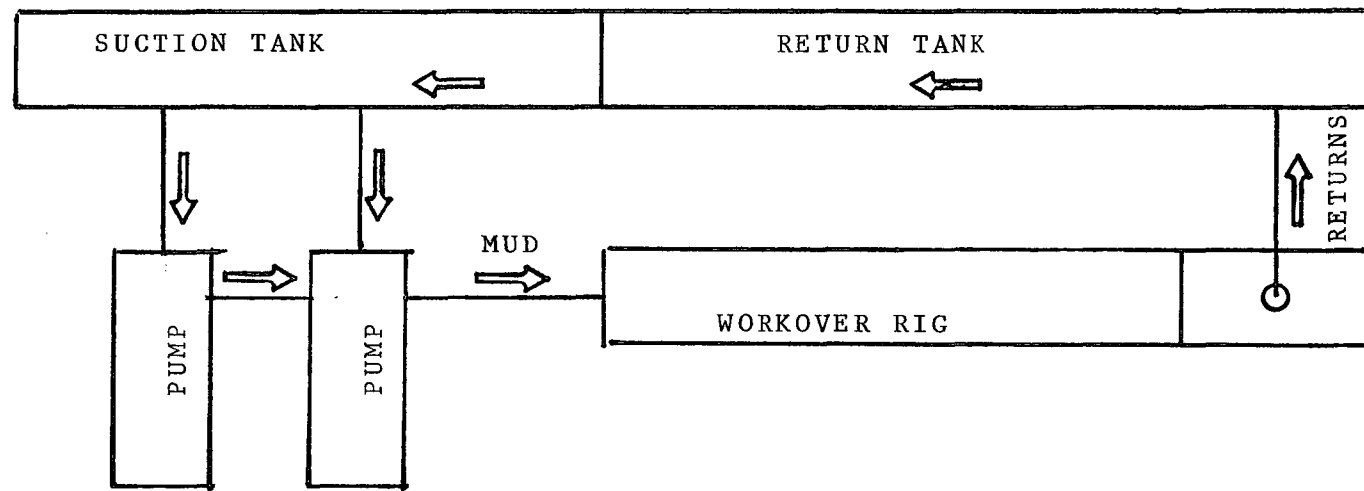 SUCTION TANK
RETURN TANK
RETURNS
MUD
PUMP
PUMP
WORKOVER RIG